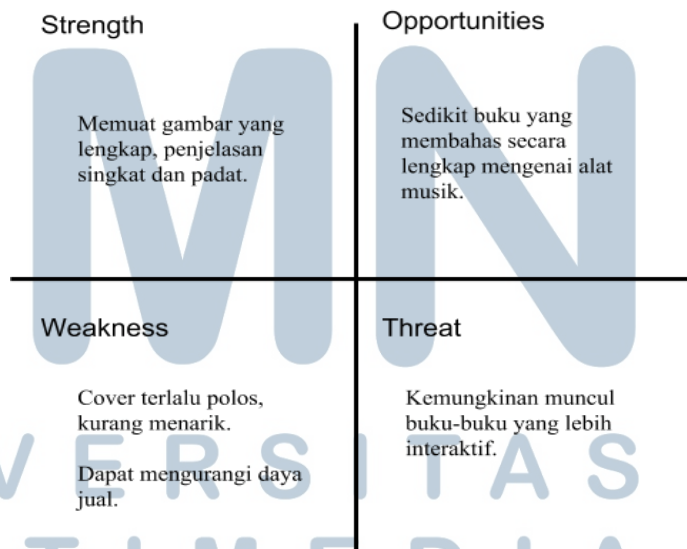 Strength
Memuat gambar yang
lengkap, penjelasan
singkat dan padat.
Opportunities
Sedikit buku yang
membahas secara
lengkap mengenai alat
musik.
Weakness
Cover terlalu polos,
kurang menarik.
Dapat mengurangi daya
jual.
Threat
Kemungkinan muncul
buku-buku yang lebih
interaktif.
M N
V E R S I T A S
T I M E D I A